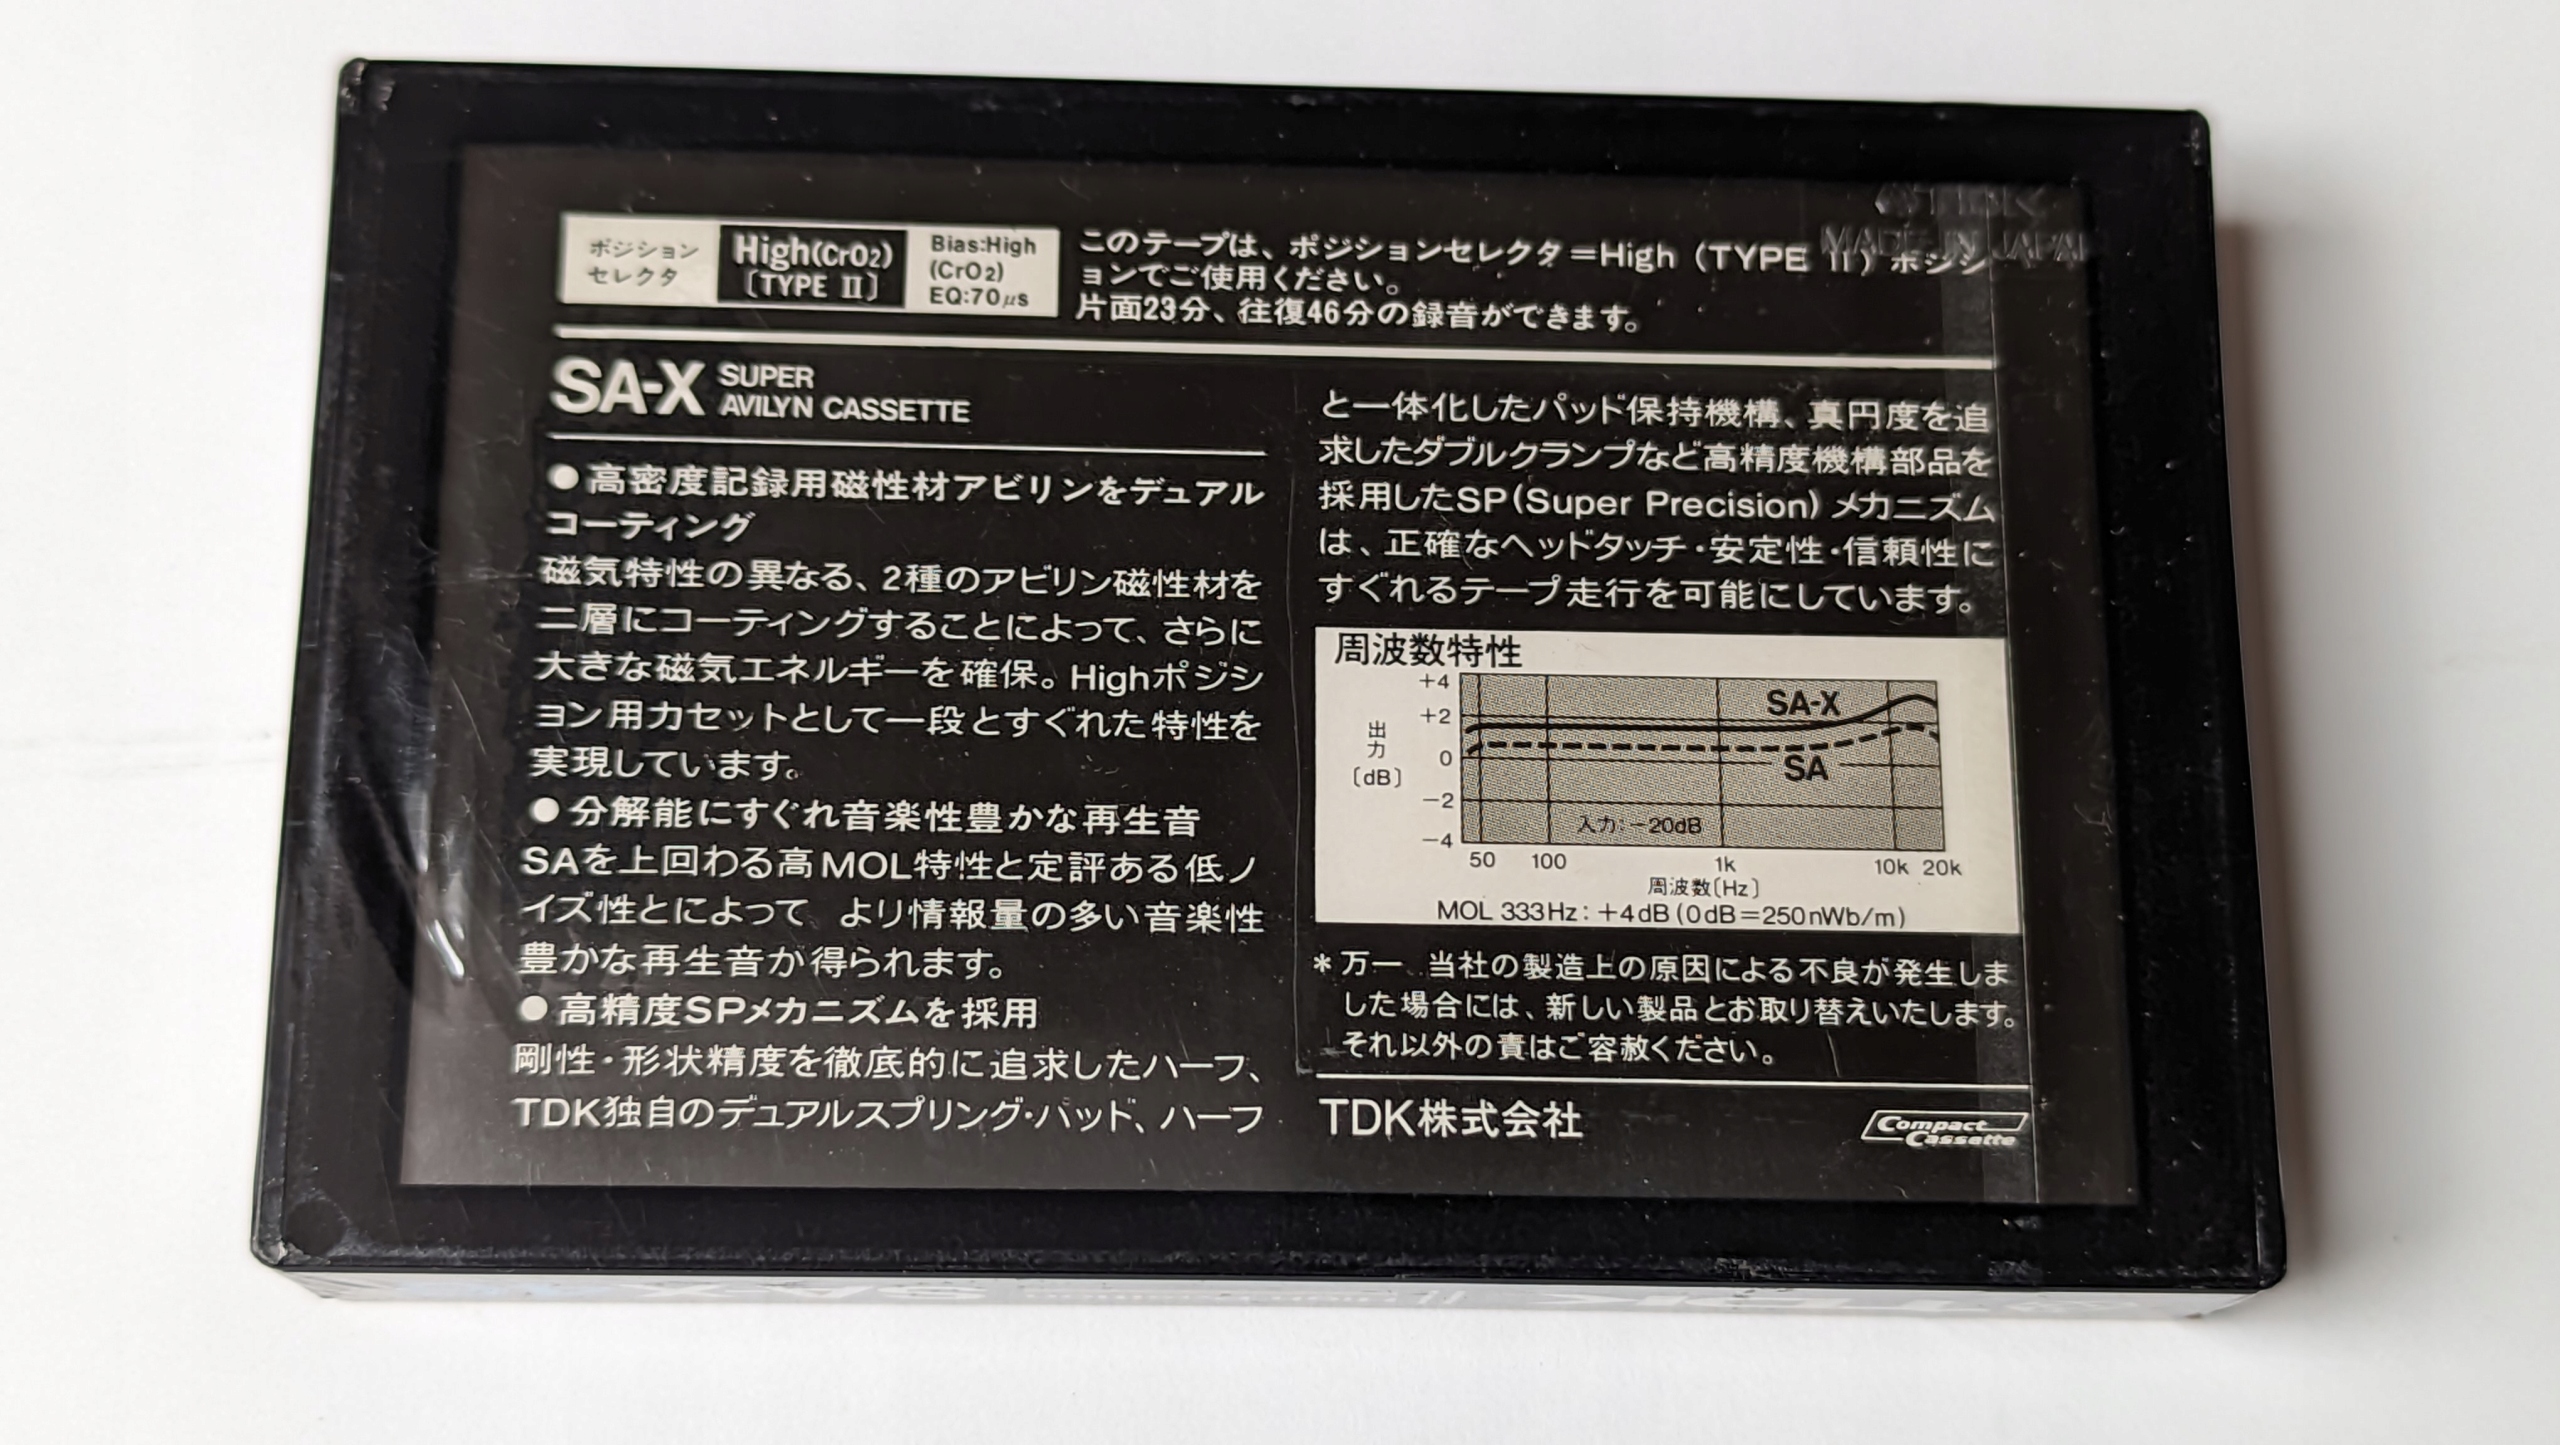 TDK
MADE IN JAPAN
ポジション
セレクタ
High(CrO2)
〔TYPE II〕
Bias:High
(CrO2)
EQ:70μs
このテープは、ポジションセレクタ=High(TYPE II)ポジシ
ョンでご使用ください。
片面23分、往復46分の録音ができます。
SA-X SUPER
AVILYN CASSETTE
●高密度記録用磁性材アビリンをデュアル
コーティング
磁気特性の異なる、2種のアビリン磁性材を
二層にコーティングすることによって、さらに
大きな磁気エネルギーを確保。Highポジシ
ョン用力セットとして一段とすぐれた特性を
実現しています。
●分解能にすぐれ音楽性豊かな再生音
SAを上回わる高MOL特性と定評ある低ノ
イズ性とによって より情報量の多い音楽性
豊かな再生音が得られます。
●高精度SPメカニズムを採用
剛性・形状精度を徹底的に追求したハーフ、
TDK独自のデュアルスプリング・パッド、ハーフ
と一体化したパッド保持機構、真円度を追
求したダブルクランプなど高精度機構部品を
採用したSP(Super Precision)メカニズム
は、正確なヘッドタッチ・安定性・信頼性に
すぐれるテープ走行を可能にしています。
周波数特性
+4
+2
0
-2
-4
出力
〔dB〕
SA-X
SA
入力:-20dB
50 100 1k 10k 20k
周波数〔Hz〕
MOL 333Hz:+4dB(0dB=250nWb/m)
*万一、当社の製造上の原因による不良が発生しま
した場合には、新しい製品とお取り替えいたします。
それ以外の責はご容赦ください。
TDK株式会社
Compact
Cassette
TDK
SA-X